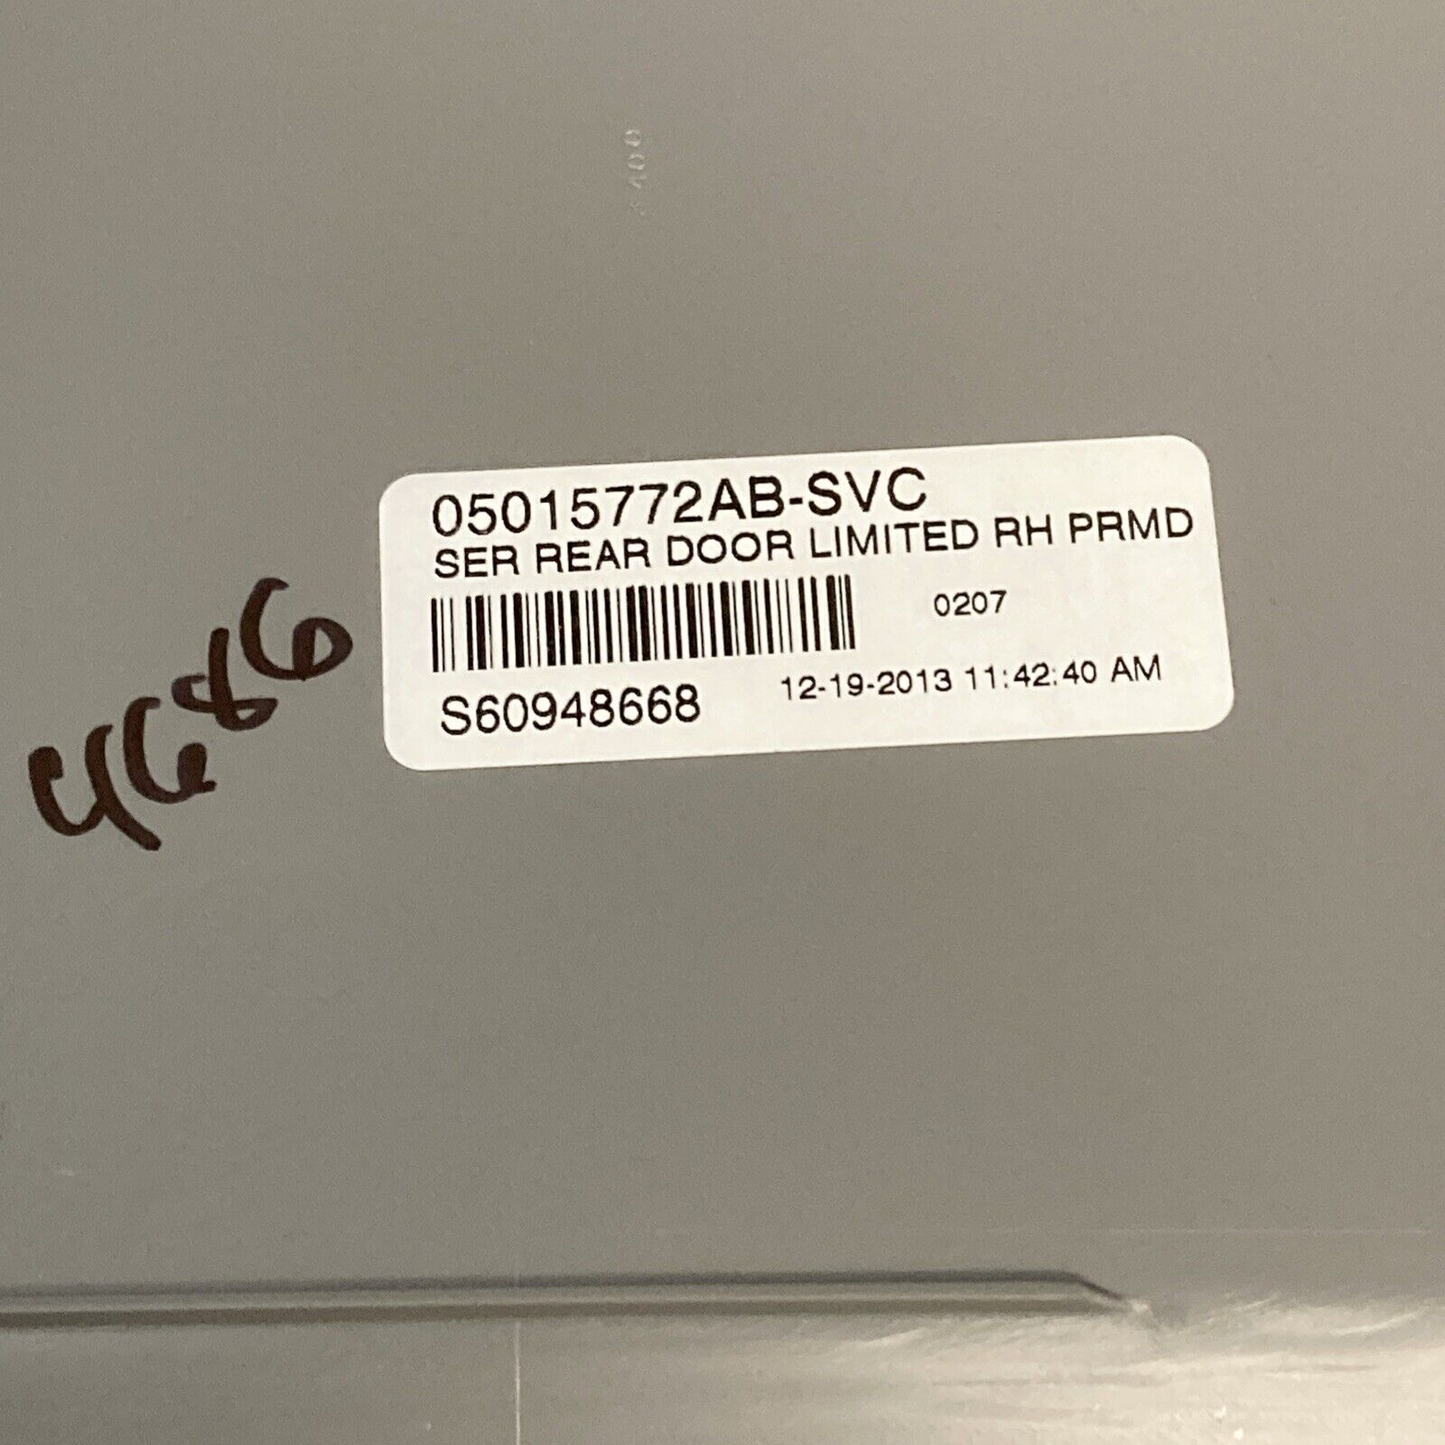 05015772AB-SVC
SER REAR DOOR LIMITED RH PRMD
0207
S60948668
12-19-2013 11:42:40 AM
4686